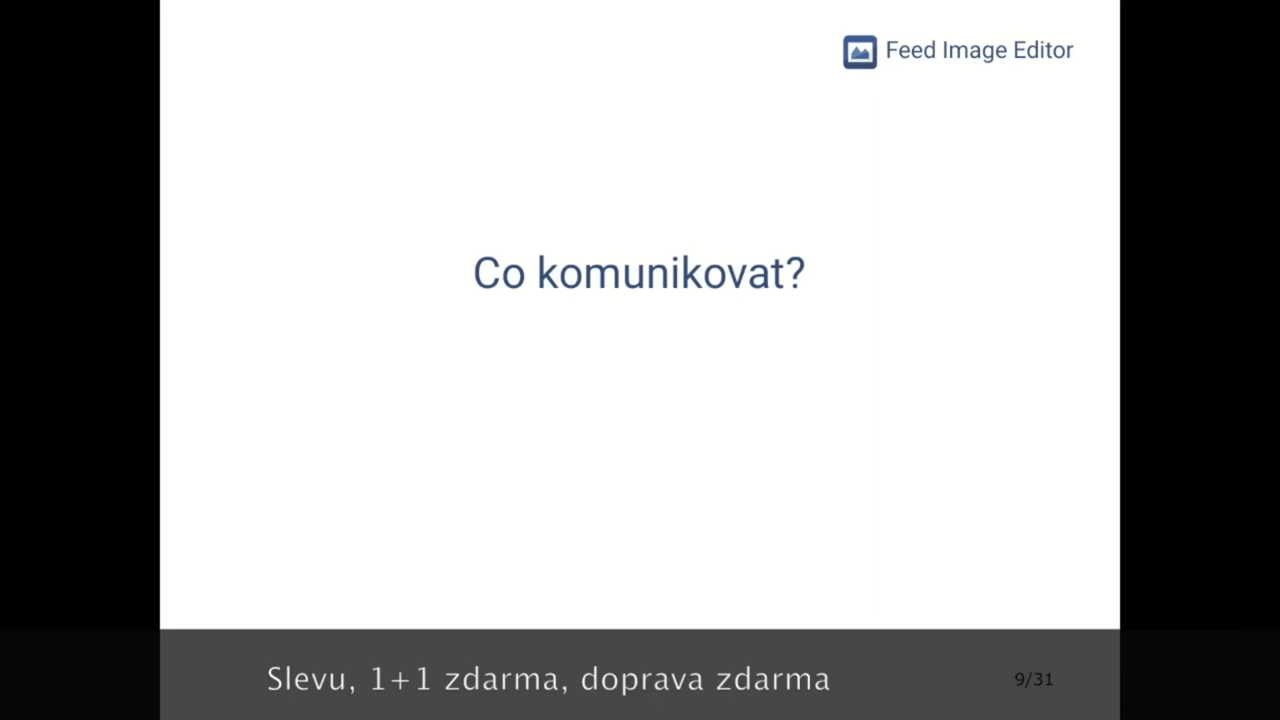 Feed Image Editor
Co komunikovat?
Slevu, 1+1 zdarma, doprava zdarma
9/31